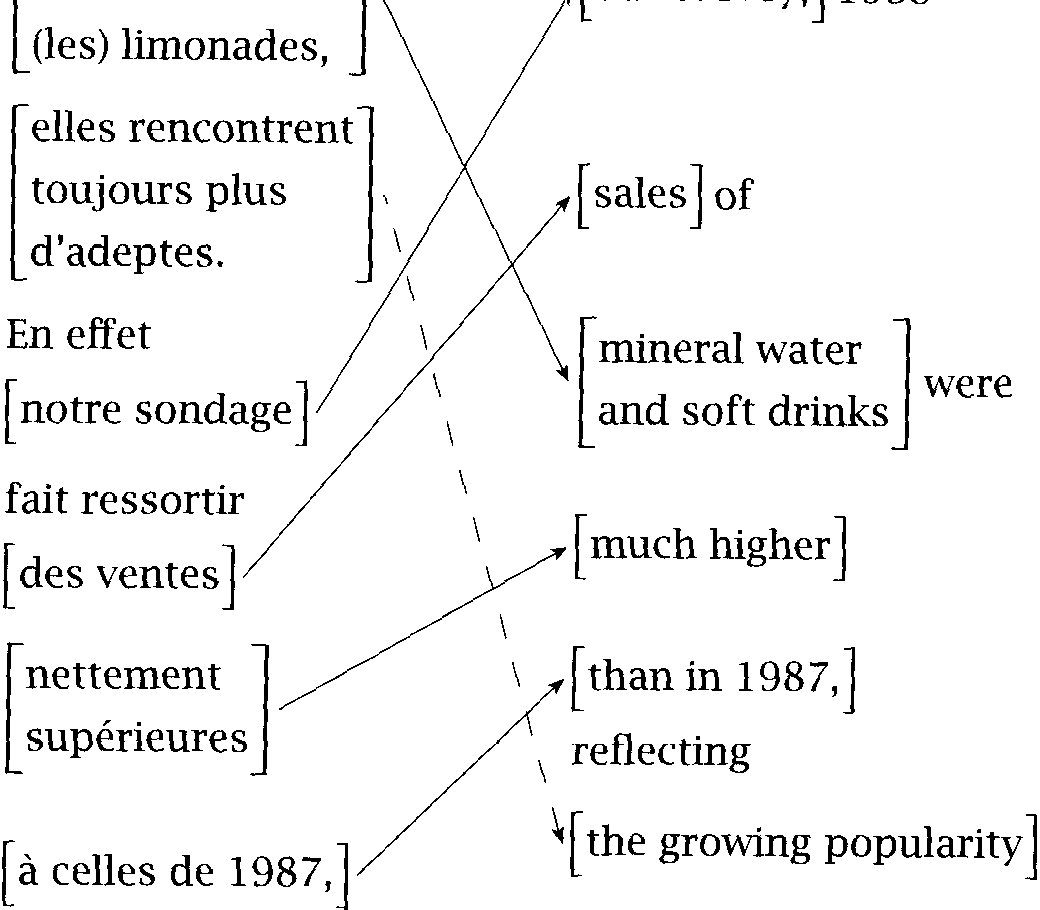 (les) limonades,
elles rencontrent
toujours plus
d'adeptes.
En effet
notre sondage
fait ressortir
des ventes
nettement
supérieures
à celles de 1987,
sales of
mineral water
and soft drinks were
much higher
than in 1987,
reflecting
the growing popularity